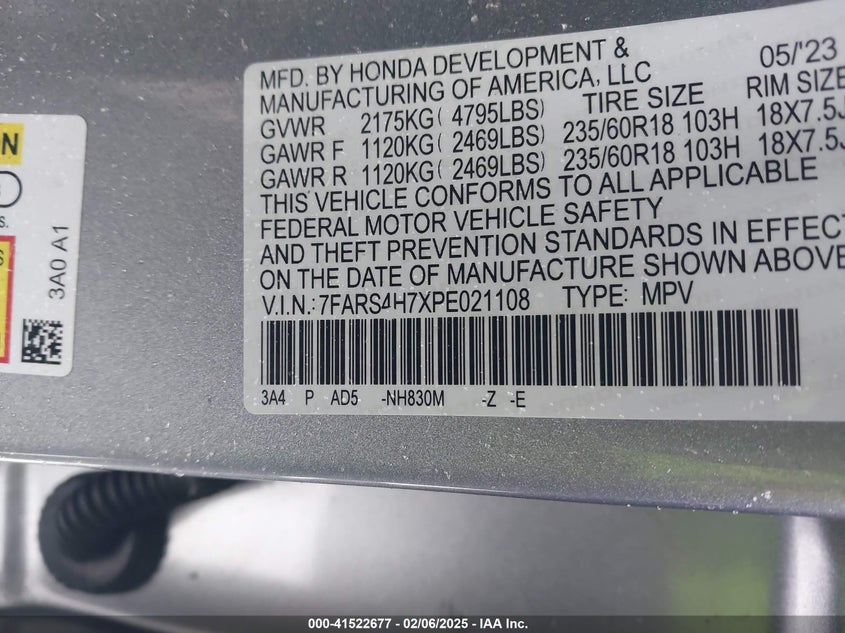 MFD. BY HONDA DEVELOPMENT & 05/'23
MANUFACTURING OF AMERICA, LLC
TIRE SIZE RIM SIZE
GVWR 2175KG( 4795LBS)
GAWR F 1120KG( 2469LBS) 235/60R18 103H 18X7.5J
GAWR R 1120KG( 2469LBS) 235/60R18 103H 18X7.5J
THIS VEHICLE CONFORMS TO ALL APPLICABLE
FEDERAL MOTOR VEHICLE SAFETY
AND THEFT PREVENTION STANDARDS IN EFFECT
ON THE DATE OF MANUFACTURE SHOWN ABOVE
V.I.N.:7FARS4H7XPE021108 TYPE: MPV
3A4 P AD5 -NH830M -Z -E
3A0 A1
000-41522677 - 02/06/2025 - IAA Inc.